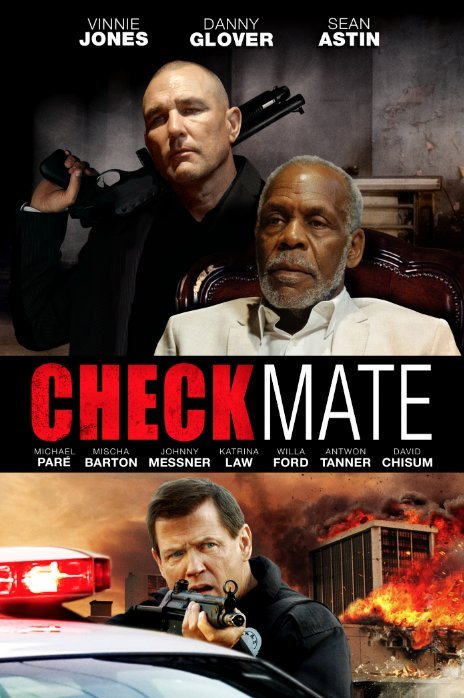 VINNIE DANNY SEAN
JONES GLOVER ASTIN
CHECKMATE
MICHAEL MISCHA JOHNNY KATRINA WILLA ANTWON DAVID
PARÉ BARTON MESSNER LAW FORD TANNER CHISUM